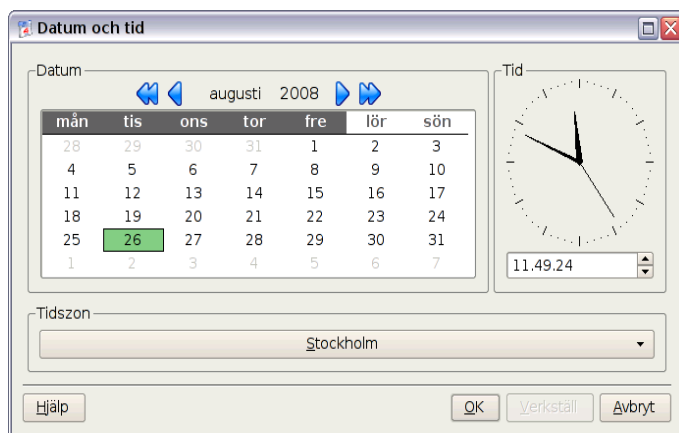 Datum och tid
Datum
augusti 2008
mån tis ons tor fre lör sön
28 29 30 31 1 2 3
4 5 6 7 8 9 10
11 12 13 14 15 16 17
18 19 20 21 22 23 24
25 26 27 28 29 30 31
1 2 3 4 5 6 7
Tid
11.49.24
Tidszon
Stockholm
Hjälp
OK
Verkställ
Avbryt